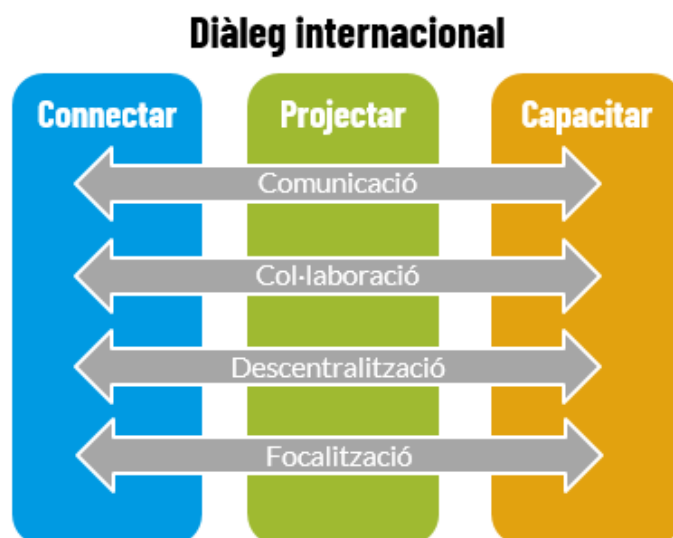 Diàleg internacional
Connectar
Projectar
Capacitar
Comunicació
Col·laboració
Descentralització
Focalització